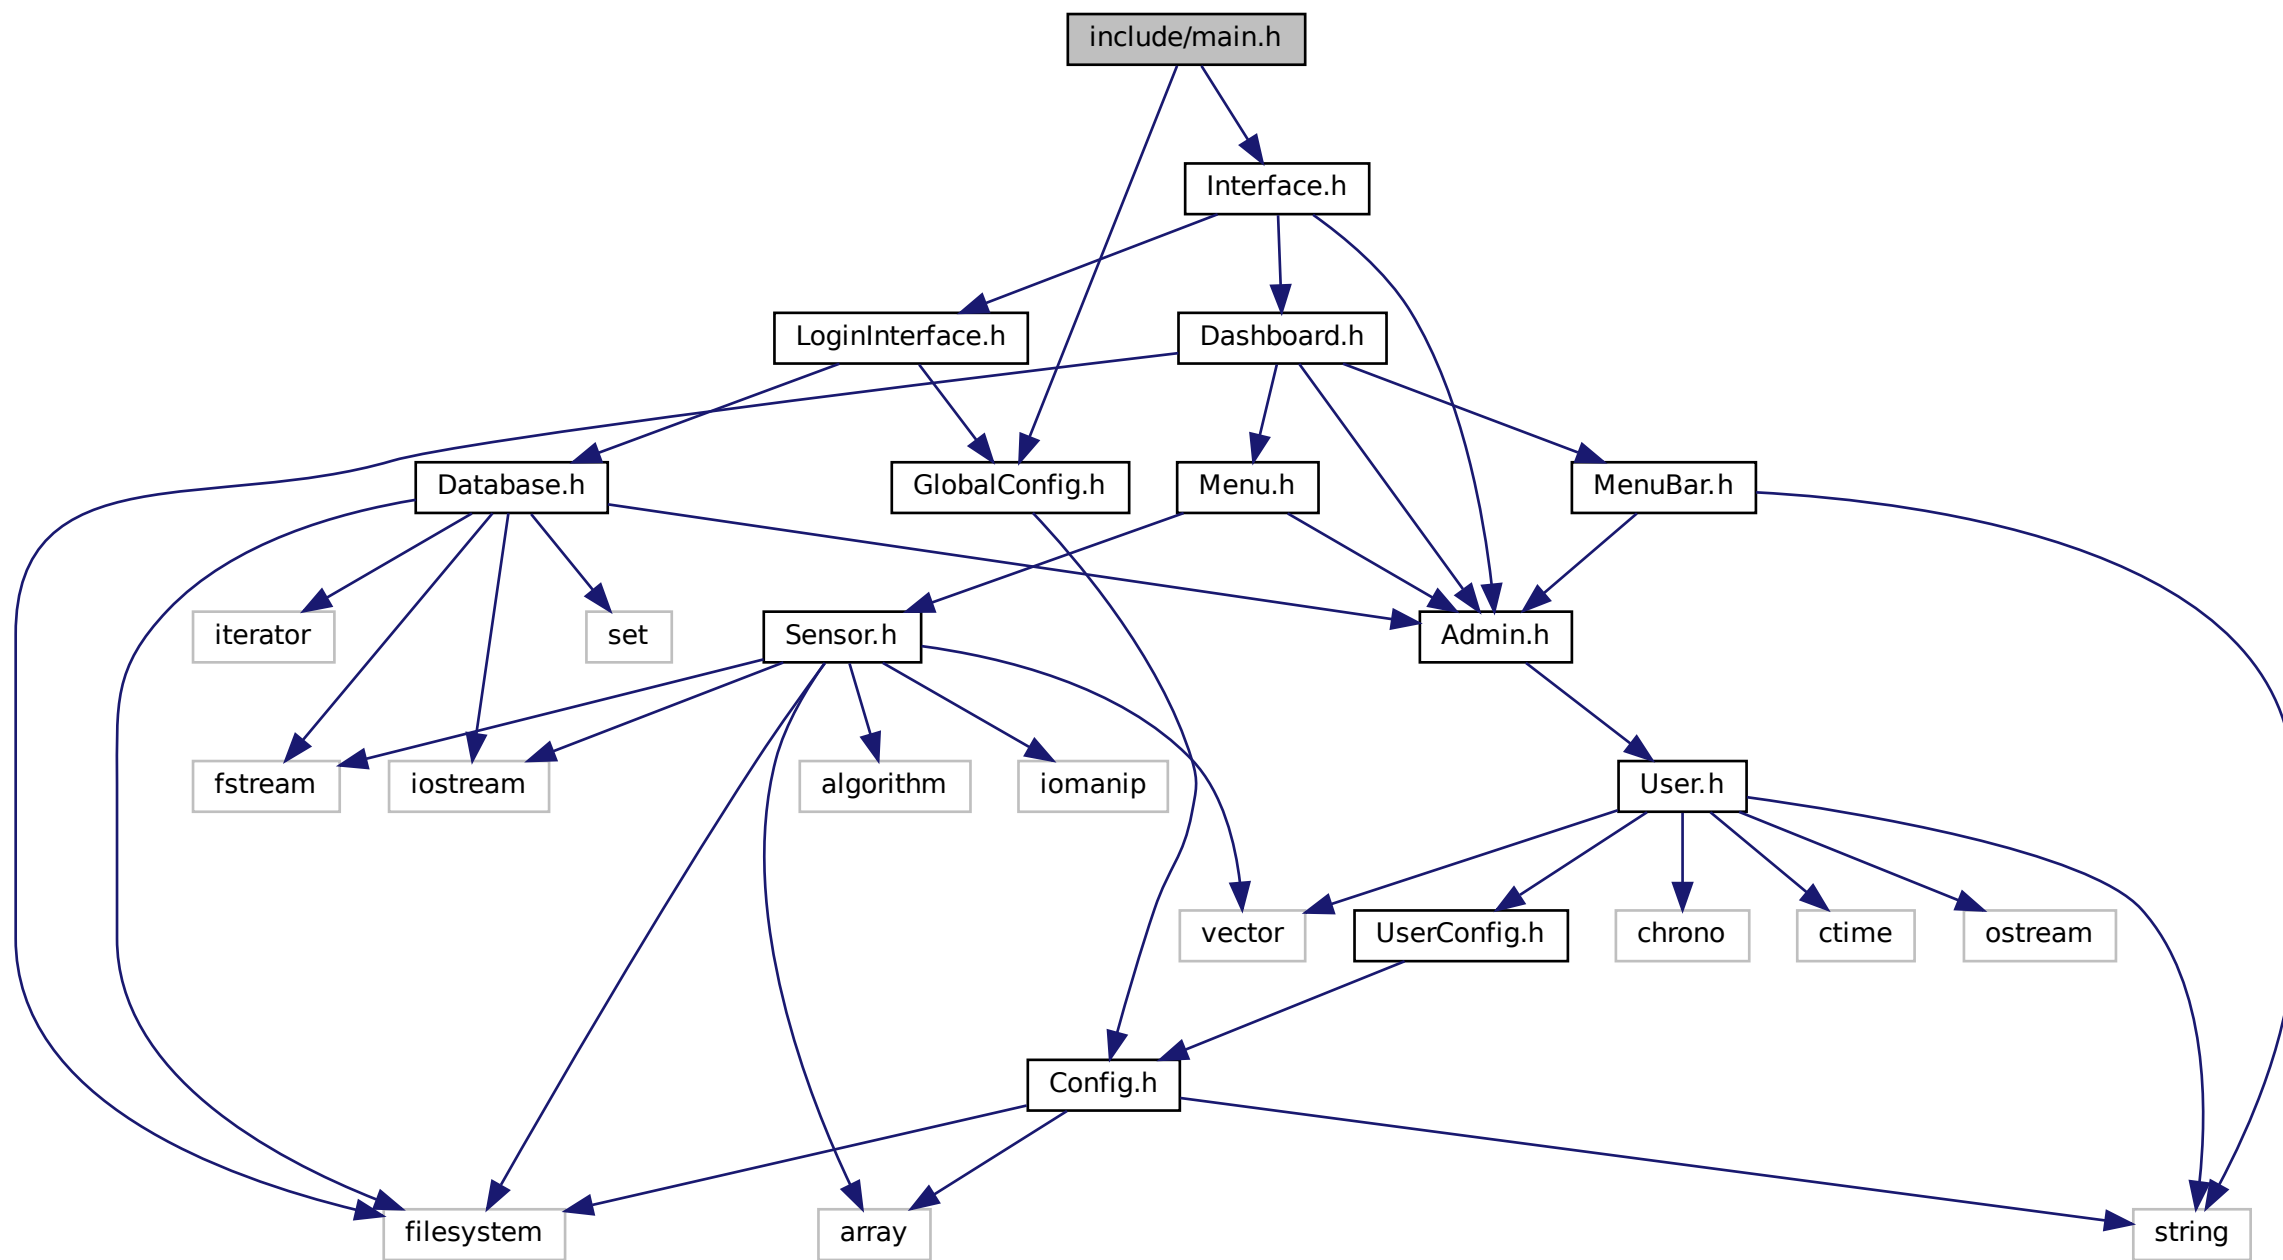 include/main.h
Interface.h
LoginInterface.h
Dashboard.h
Database.h
GlobalConfig.h
Menu.h
MenuBar.h
iterator
set
Sensor.h
Admin.h
fstream
iostream
algorithm
iomanip
User.h
vector
UserConfig.h
chrono
ctime
ostream
Config.h
filesystem
array
string